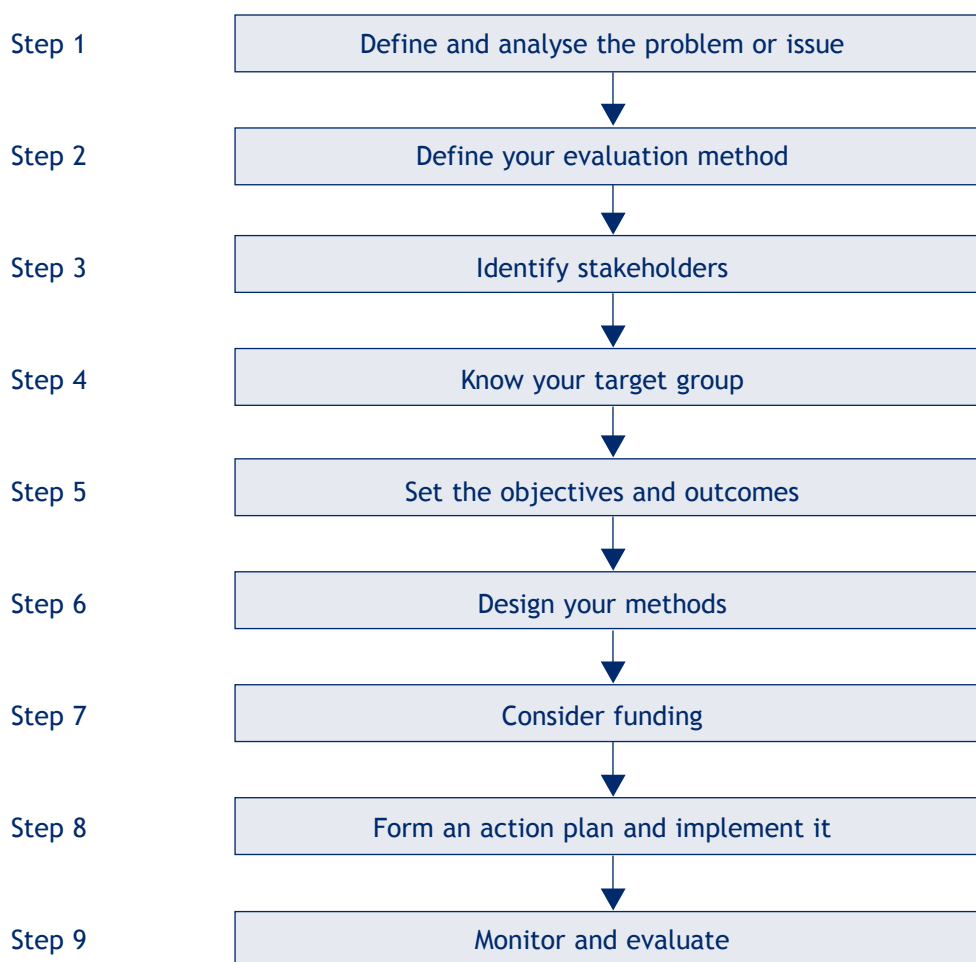 Step 1 Define and analyse the problem or issue
Step 2 Define your evaluation method
Step 3 Identify stakeholders
Step 4 Know your target group
Step 5 Set the objectives and outcomes
Step 6 Design your methods
Step 7 Consider funding
Step 8 Form an action plan and implement it
Step 9 Monitor and evaluate